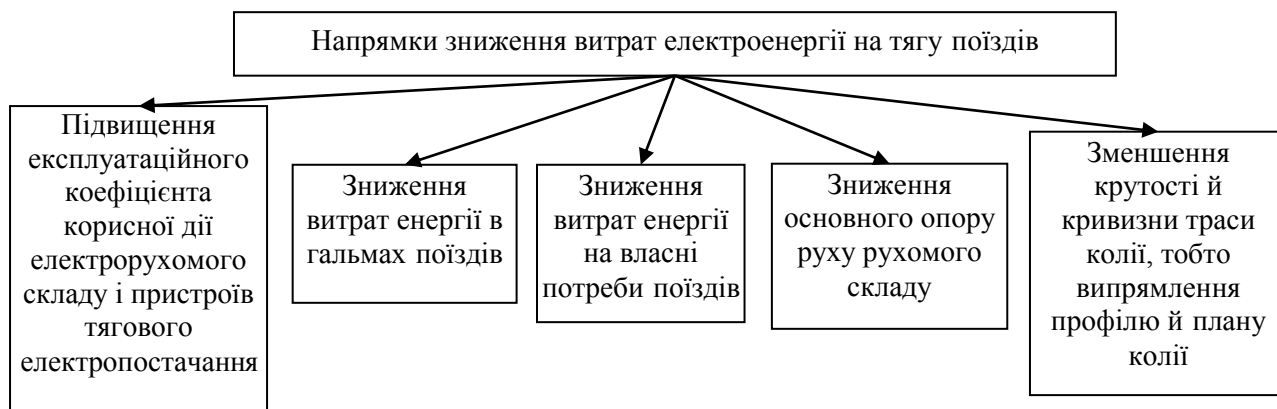 Напрямки зниження витрат електроенергії на тягу поїздів
Підвищення
експлуатаційного
коефіцієнта
корисної дії
електрорухомого
складу і пристроїв
тягового
електропостачання
Зниження
витрат енергії в
гальмах поїздів
Зниження
витрат енергії
на власні
потреби поїздів
Зниження
основного опору
руху рухомого
складу
Зменшення
крутості й
кривизни траси
колії, тобто
випрямлення
профілю й плану
колії